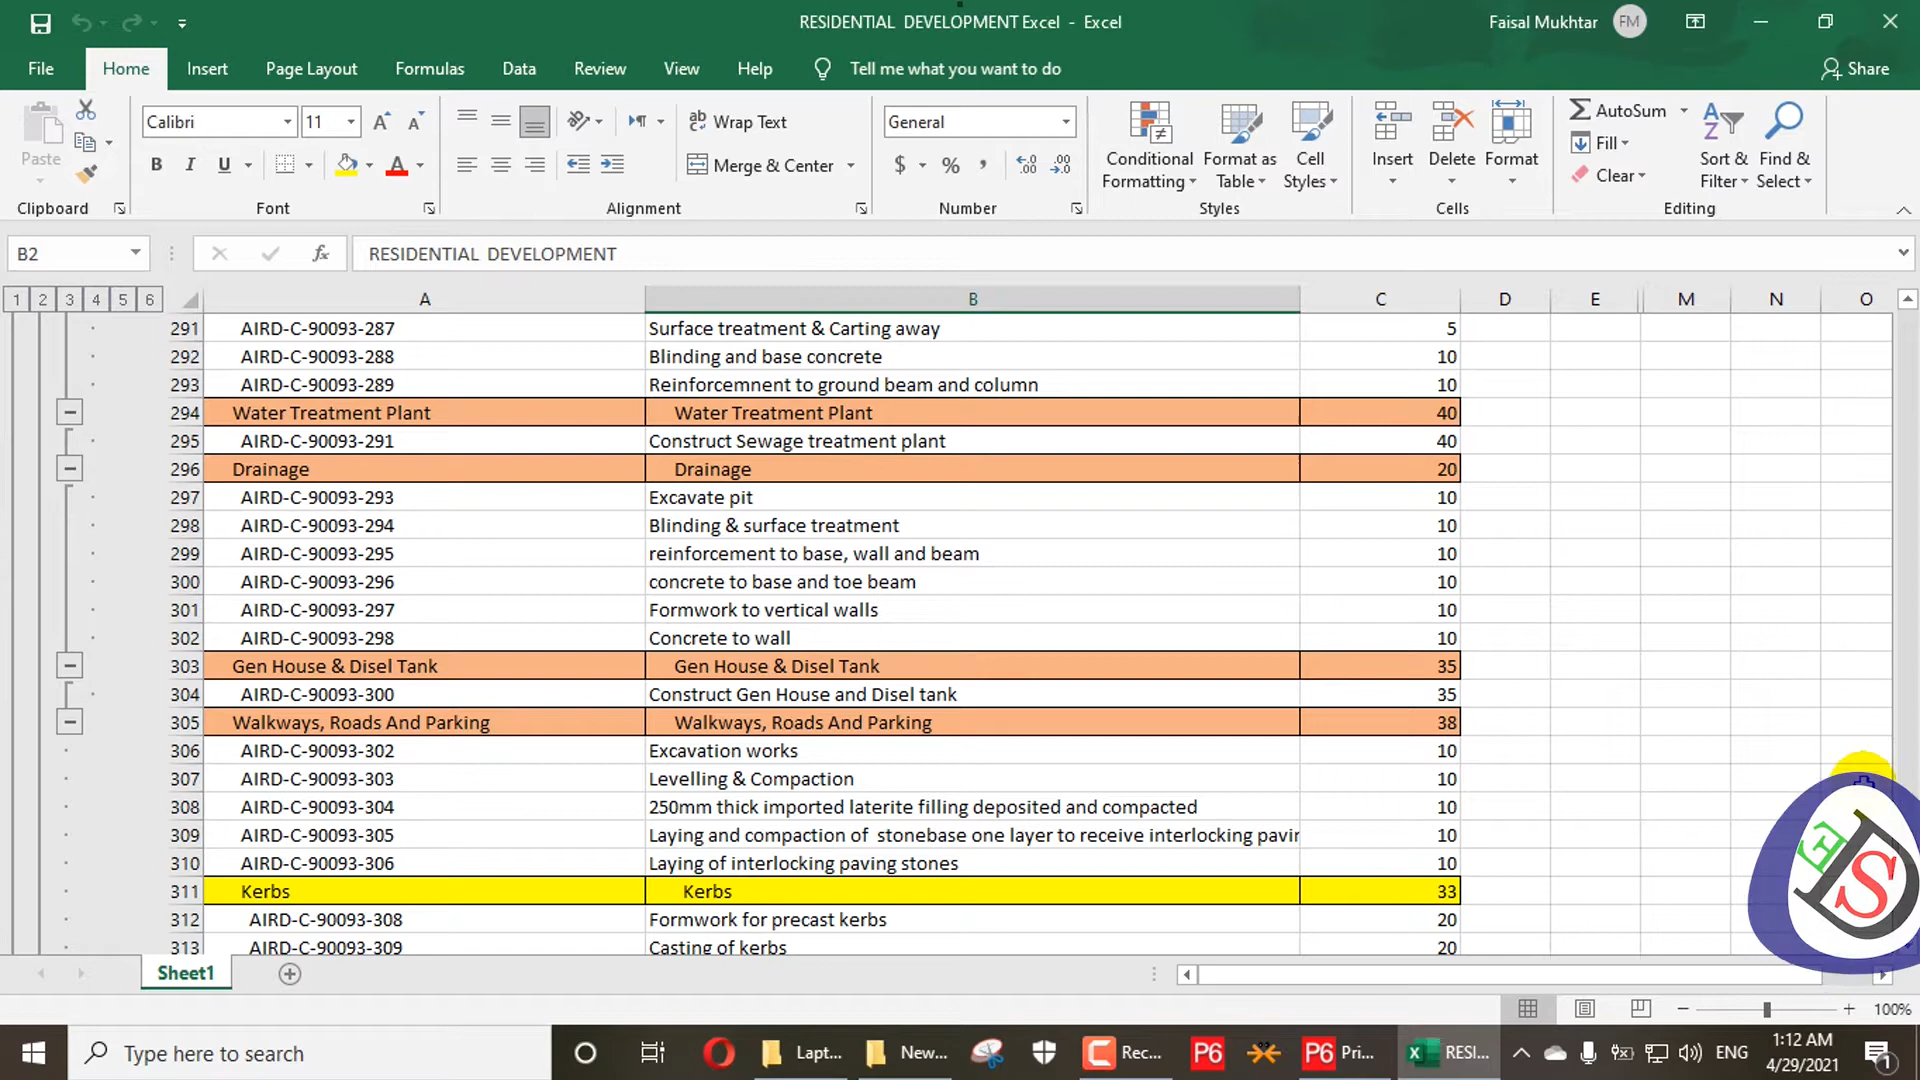 RESIDENTIAL DEVELOPMENT Excel - Excel
Faisal Mukhtar FM
File Home Insert Page Layout Formulas Data Review View Help Tell me what you want to do Share
Paste
Clipboard
Calibri 11
B I U
Font
Wrap Text
Merge & Center
Alignment
General
$ % ,
Number
Conditional Formatting
Format as Table
Cell Styles
Styles
Insert Delete Format
Cells
AutoSum
Fill
Clear
Sort & Filter
Find & Select
Editing
B2 fx RESIDENTIAL DEVELOPMENT
1 2 3 4 5 6 A B C D E M N O
291 AIRD-C-90093-287 Surface treatment & Carting away 5
292 AIRD-C-90093-288 Blinding and base concrete 10
293 AIRD-C-90093-289 Reinforcemnent to ground beam and column 10
294 Water Treatment Plant Water Treatment Plant 40
295 AIRD-C-90093-291 Construct Sewage treatment plant 40
296 Drainage Drainage 20
297 AIRD-C-90093-293 Excavate pit 10
298 AIRD-C-90093-294 Blinding & surface treatment 10
299 AIRD-C-90093-295 reinforcement to base, wall and beam 10
300 AIRD-C-90093-296 concrete to base and toe beam 10
301 AIRD-C-90093-297 Formwork to vertical walls 10
302 AIRD-C-90093-298 Concrete to wall 10
303 Gen House & Disel Tank Gen House & Disel Tank 35
304 AIRD-C-90093-300 Construct Gen House and Disel tank 35
305 Walkways, Roads And Parking Walkways, Roads And Parking 38
306 AIRD-C-90093-302 Excavation works 10
307 AIRD-C-90093-303 Levelling & Compaction 10
308 AIRD-C-90093-304 250mm thick imported laterite filling deposited and compacted 10
309 AIRD-C-90093-305 Laying and compaction of stonebase one layer to receive interlocking pavin 10
310 AIRD-C-90093-306 Laying of interlocking paving stones 10
311 Kerbs Kerbs 33
312 AIRD-C-90093-308 Formwork for precast kerbs 20
313 AIRD-C-90093-309 Casting of kerbs 20
Sheet1
100%
Type here to search
Lapt... New... Rec... P6 P6 Pri... RESI... ENG
1:12 AM
4/29/2021
1